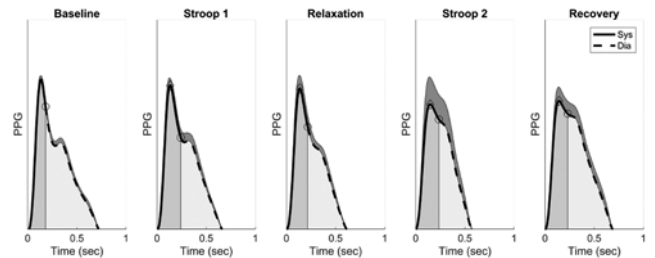 Baseline
Stroop 1
Relaxation
Stroop 2
Recovery
Sys
Dia
PPG
PPG
PPG
PPG
PPG
0 0.5 1
0 0.5 1
0 0.5 1
0 0.5 1
0 0.5 1
Time (sec)
Time (sec)
Time (sec)
Time (sec)
Time (sec)